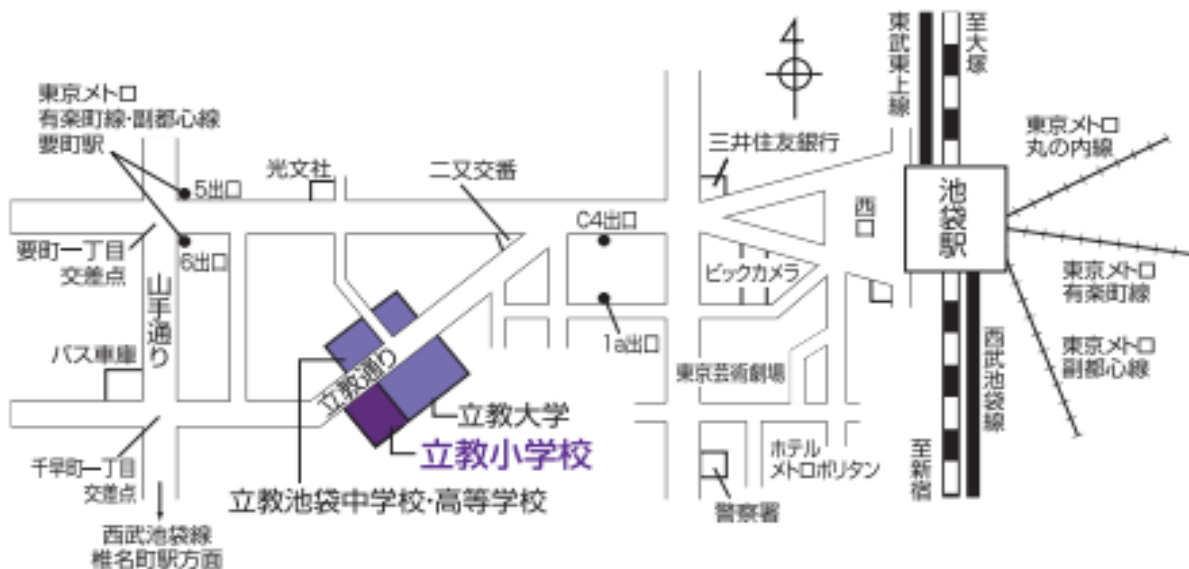 東武東上線
至大塚
4
東京メトロ
有楽町線・副都心線
要町駅
三井住友銀行
東京メトロ
丸の内線
光文社
二又交番
5出口
池袋駅
西口
C4出口
要町一丁目
交差点
6出口
ビックカメラ
東京メトロ
有楽町線
山手通り
バス車庫
1a出口
東京メトロ
副都心線
立教通り
東京芸術劇場
西武池袋線
立教大学
立教小学校
千早町一丁目
交差点
ホテル
メトロポリタン
至新宿
立教池袋中学校・高等学校
警察署
西武池袋線
椎名町駅方面